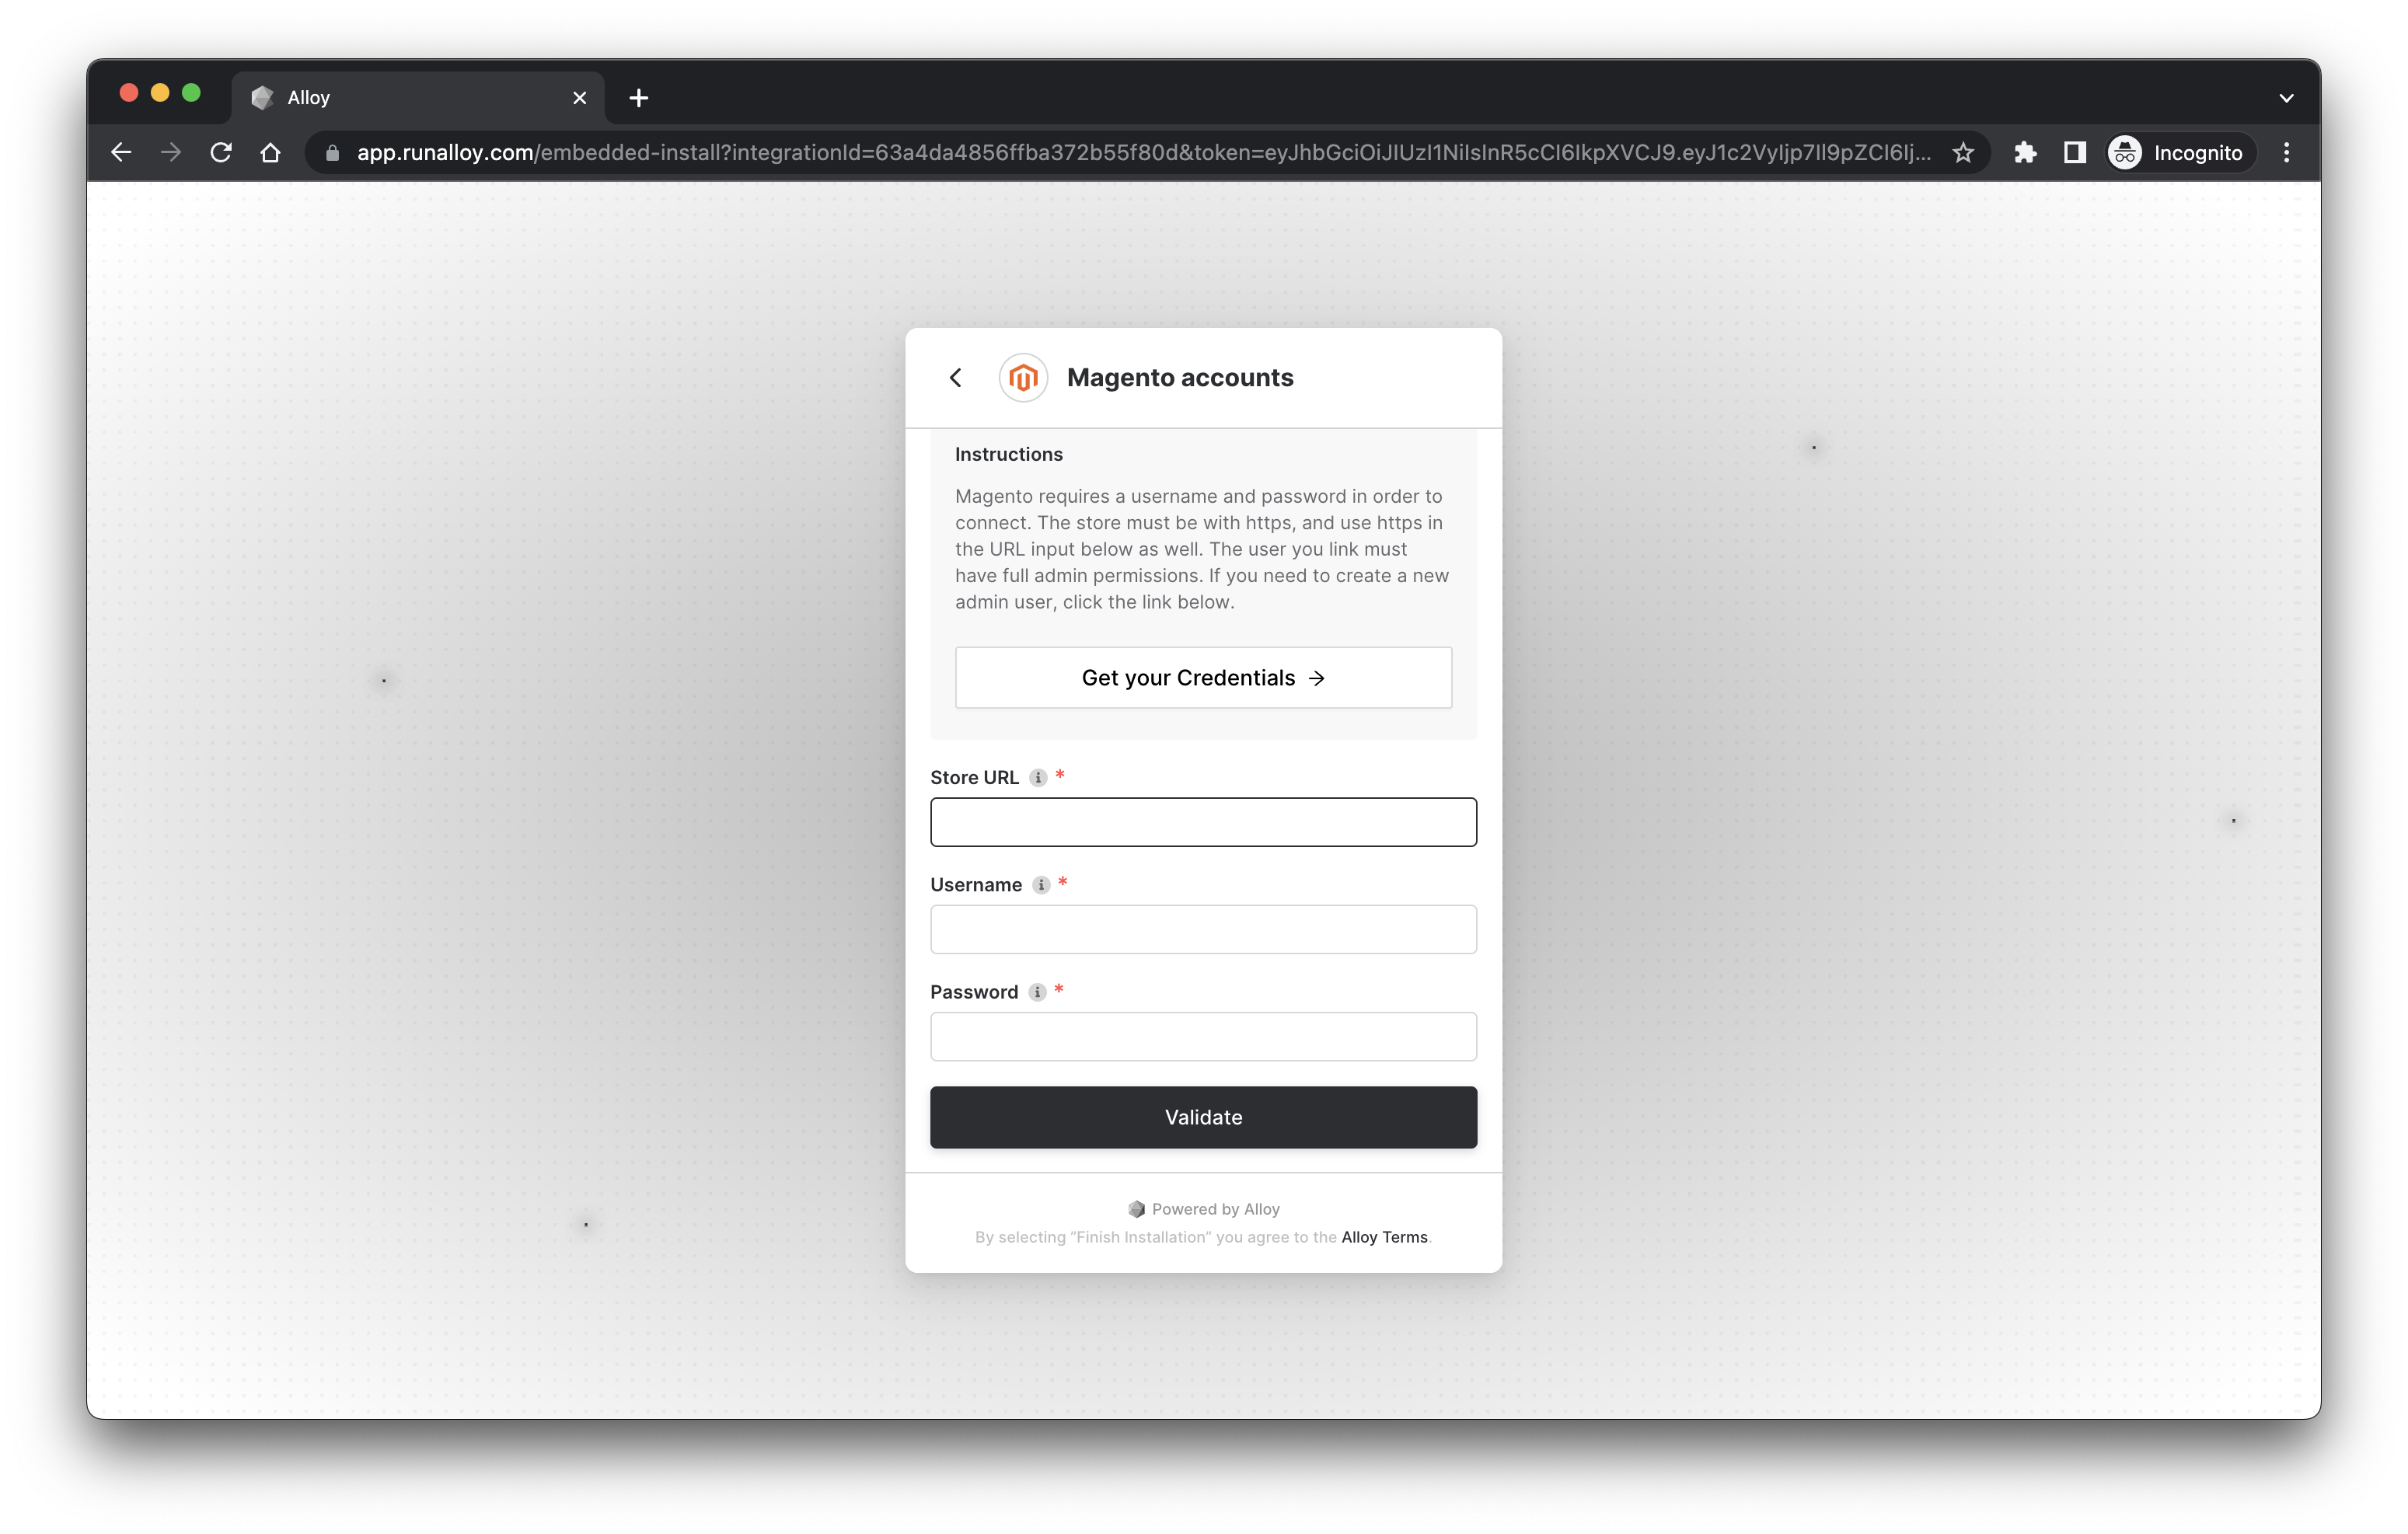 Alloy
app.runalloy.com/embedded-install?integrationId=63a4da4856ffba372b55f80d&token=eyJhbGciOiJIUzI1NiIsInR5cCI6IkpXVCJ9.eyJ1c2VyIjp7Il9pZCI6Ij...
Incognito
Magento accounts
Instructions
Magento requires a username and password in order to
connect. The store must be with https, and use https in
the URL input below as well. The user you link must
have full admin permissions. If you need to create a new
admin user, click the link below.
Get your Credentials →
Store URL i *
Username i *
Password i *
Validate
Powered by Alloy
By selecting “Finish Installation” you agree to the Alloy Terms.